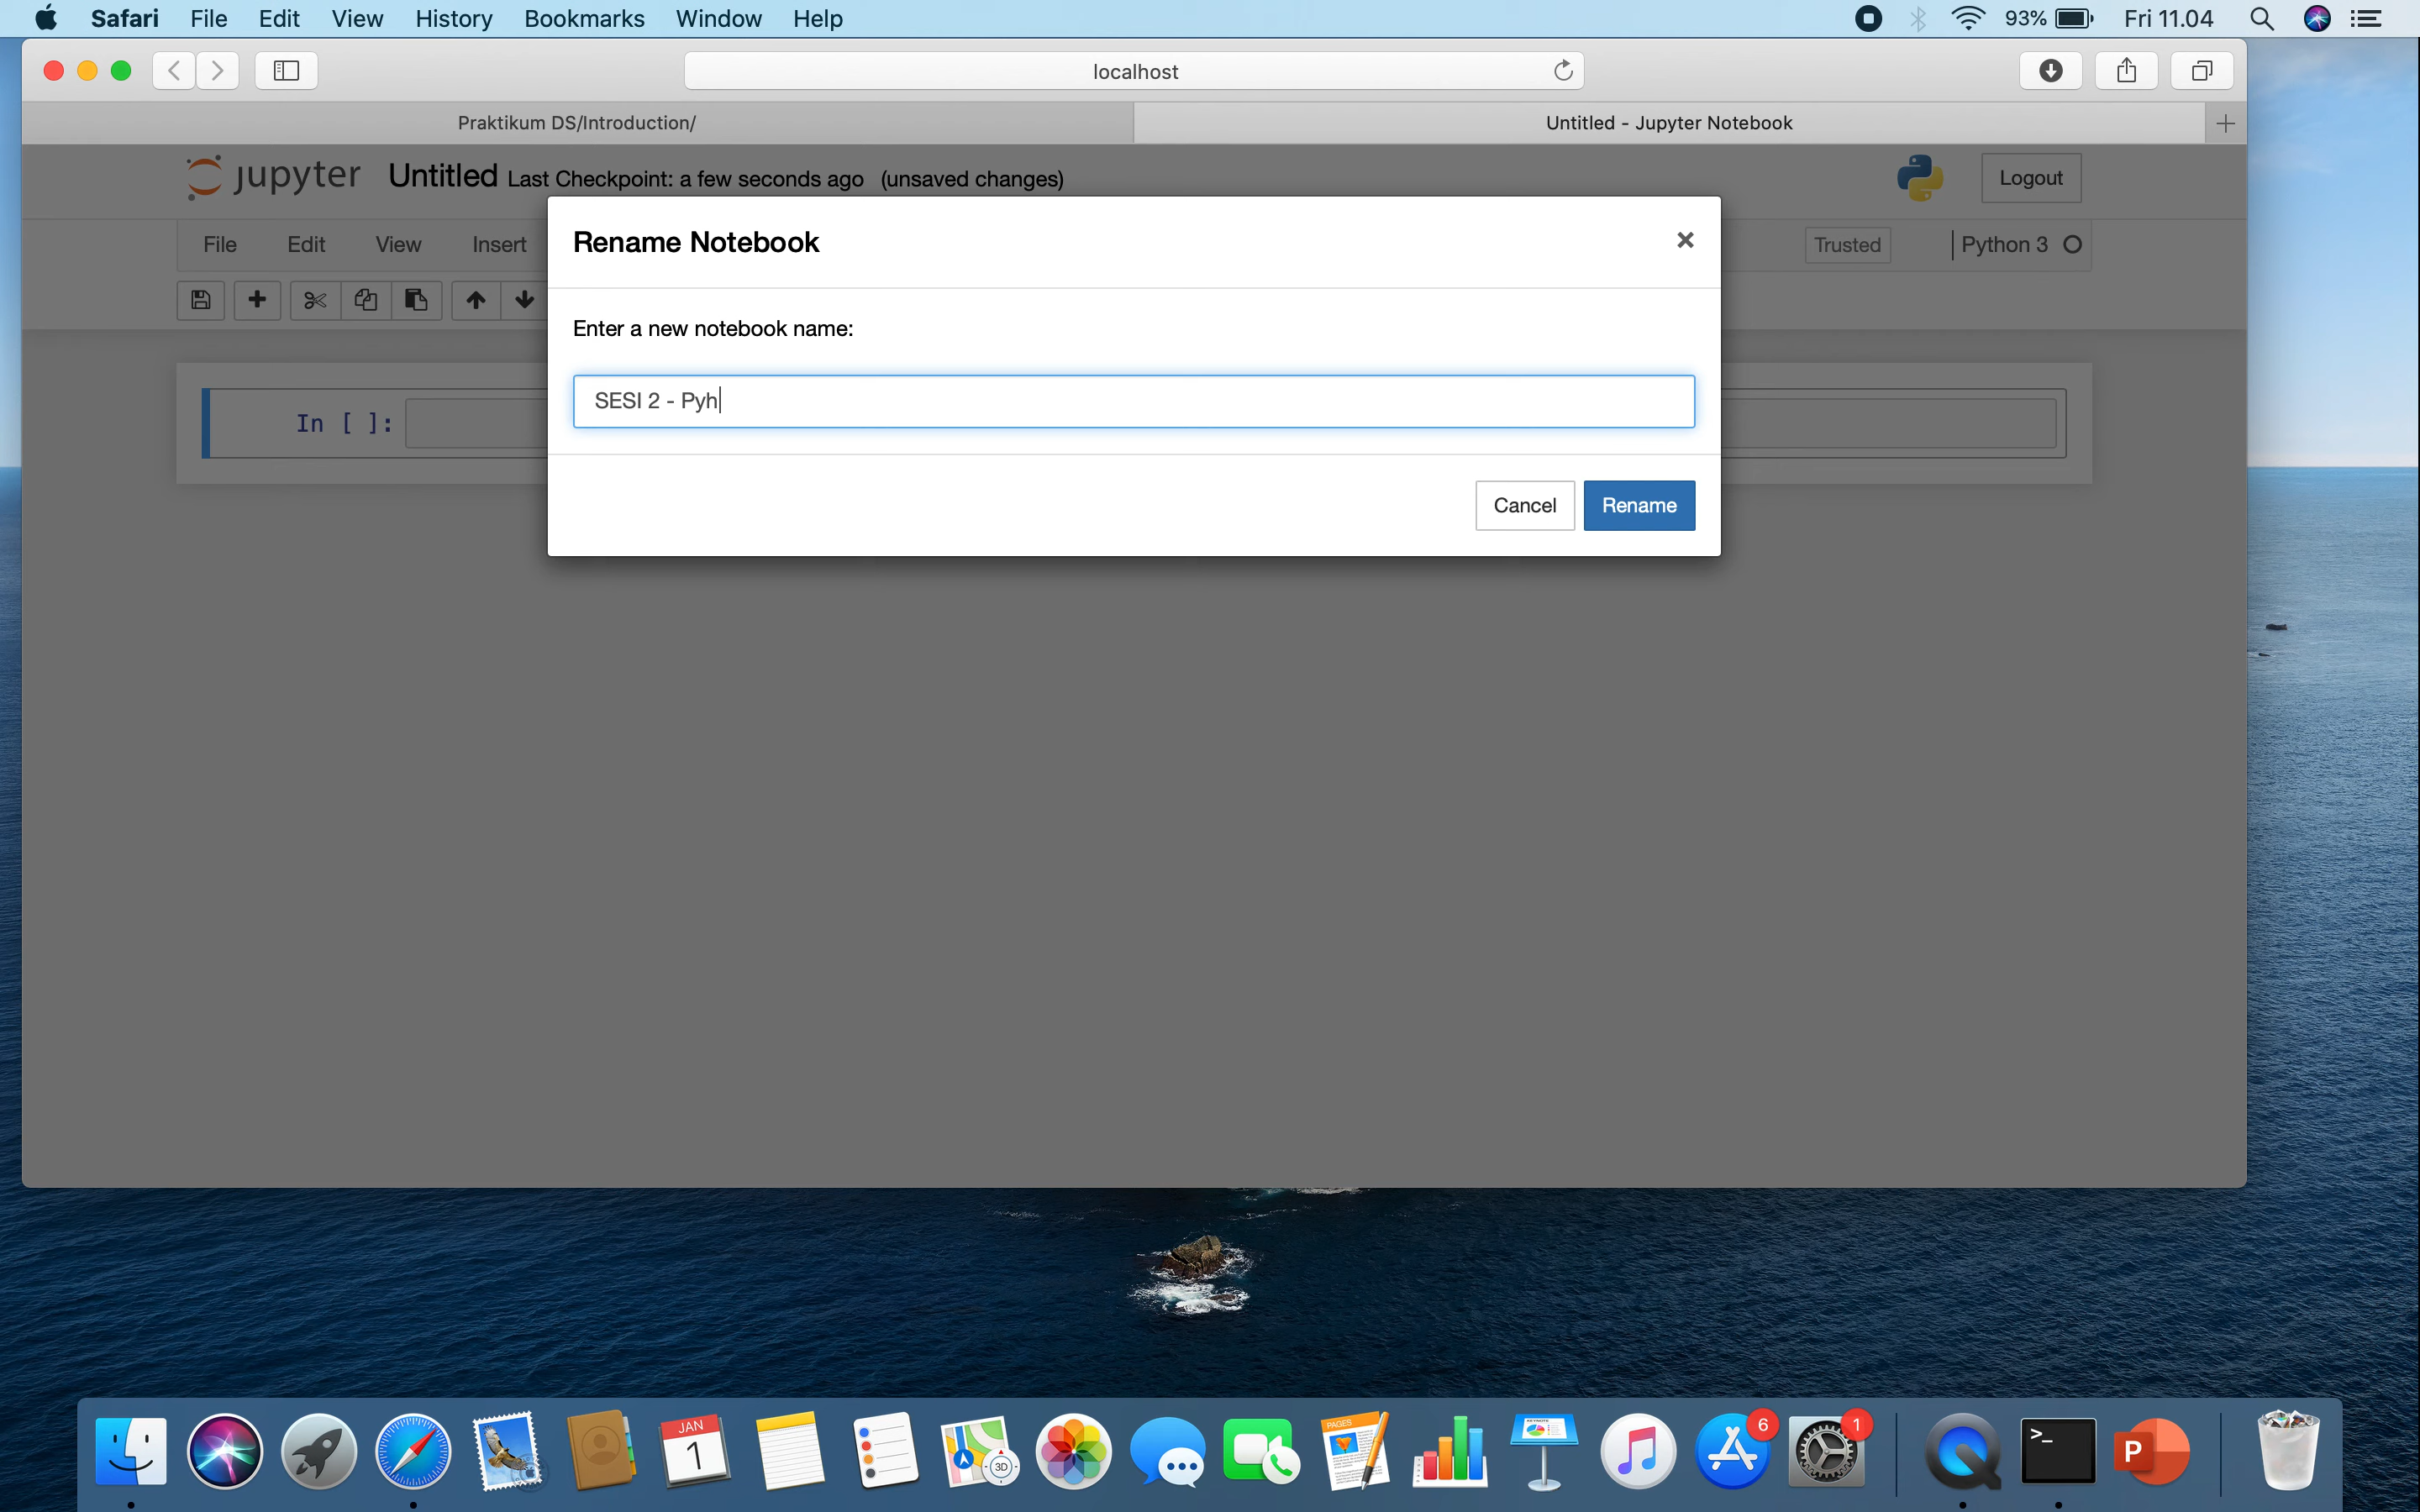 Safari File Edit View History Bookmarks Window Help 93% Fri 11.04
localhost
Praktikum DS/Introduction/ Untitled - Jupyter Notebook
jupyter Untitled Last Checkpoint: a few seconds ago (unsaved changes) Logout
File Edit View Insert Trusted Python 3
Rename Notebook
Enter a new notebook name:
SESI 2 - Pyh
In [ ]:
Cancel Rename
JAN
1
3D
PAGES
6
1
>_
P